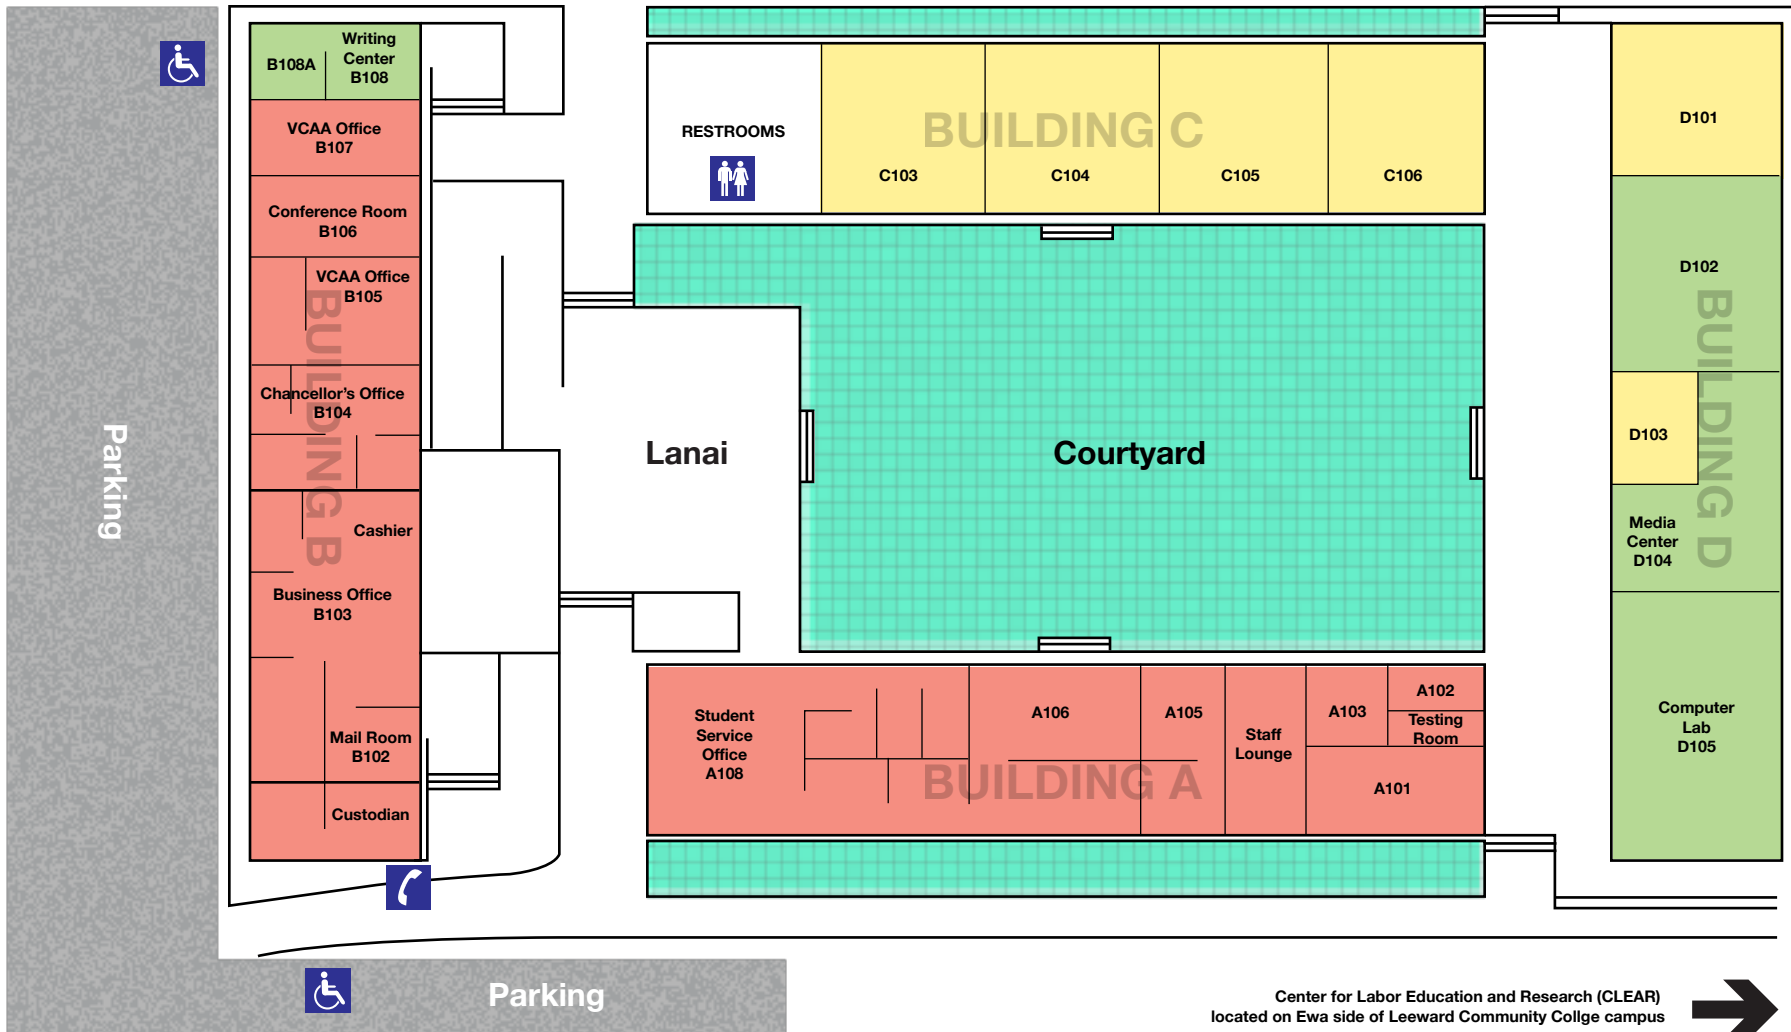 B108A
Writing
Center
B108
VCAA Office
B107
Conference Room
B106
VCAA Office
B105
BUILDING B
Chancellor's Office
B104
Cashier
Business Office
B103
Mail Room
B102
Custodian
Parking
RESTROOMS
BUILDING C
C103
C104
C105
C106
Lanai
Courtyard
D101
D102
BUILDING D
D103
Media
Center
D104
Computer
Lab
D105
Student
Service
Office
A108
A106
A105
Staff
Lounge
A103
A102
Testing
Room
A101
BUILDING A
Parking
Center for Labor Education and Research (CLEAR)
located on Ewa side of Leeward Community Collge campus